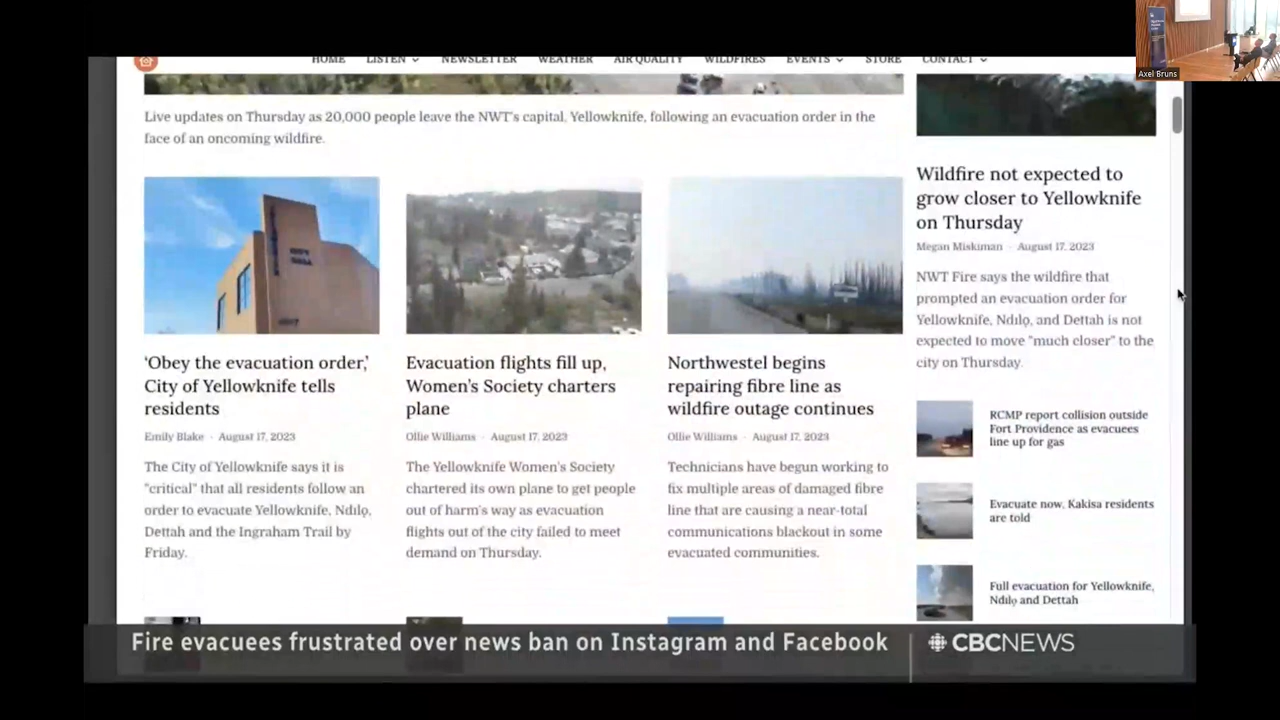 Axel Bruns
HOME LISTEN NEWSLETTER WEATHER AIR QUALITY WILDFIRES EVENTS STORE CONTACT
Live updates on Thursday as 20,000 people leave the NWT's capital, Yellowknife, following an evacuation order in the
face of an oncoming wildfire.
'Obey the evacuation order,'
City of Yellowknife tells
residents
Emily Blake · August 17, 2023
The City of Yellowknife says it is
"critical" that all residents follow an
order to evacuate Yellowknife, Ndılǫ,
Dettah and the Ingraham Trail by
Friday.
Evacuation flights fill up,
Women's Society charters
plane
Ollie Williams · August 17, 2023
The Yellowknife Women's Society
chartered its own plane to get people
out of harm's way as evacuation
flights out of the city failed to meet
demand on Thursday.
Northwestel begins
repairing fibre line as
wildfire outage continues
Ollie Williams · August 17, 2023
Technicians have begun working to
fix multiple areas of damaged fibre
line that are causing a near-total
communications blackout in some
evacuated communities.
Wildfire not expected to
grow closer to Yellowknife
on Thursday
Megan Miskiman · August 17, 2023
NWT Fire says the wildfire that
prompted an evacuation order for
Yellowknife, Ndılǫ, and Dettah is not
expected to move "much closer" to the
city on Thursday.
RCMP report collision outside
Fort Providence as evacuees
line up for gas
Evacuate now, Kakisa residents
are told
Full evacuation for Yellowknife,
Ndılǫ and Dettah
Fire evacuees frustrated over news ban on Instagram and Facebook
CBCNEWS